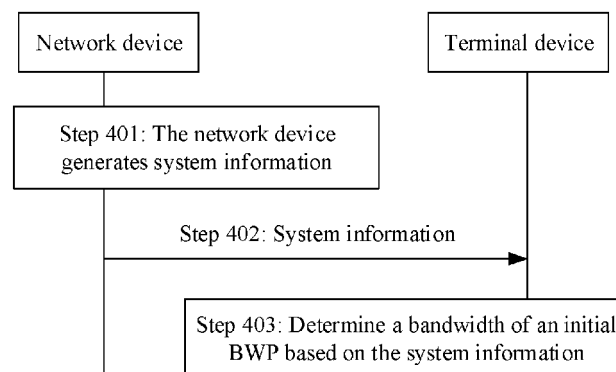 Network device
Terminal device
Step 401: The network device
generates system information
Step 402: System information
Step 403: Determine a bandwidth of an initial
BWP based on the system information